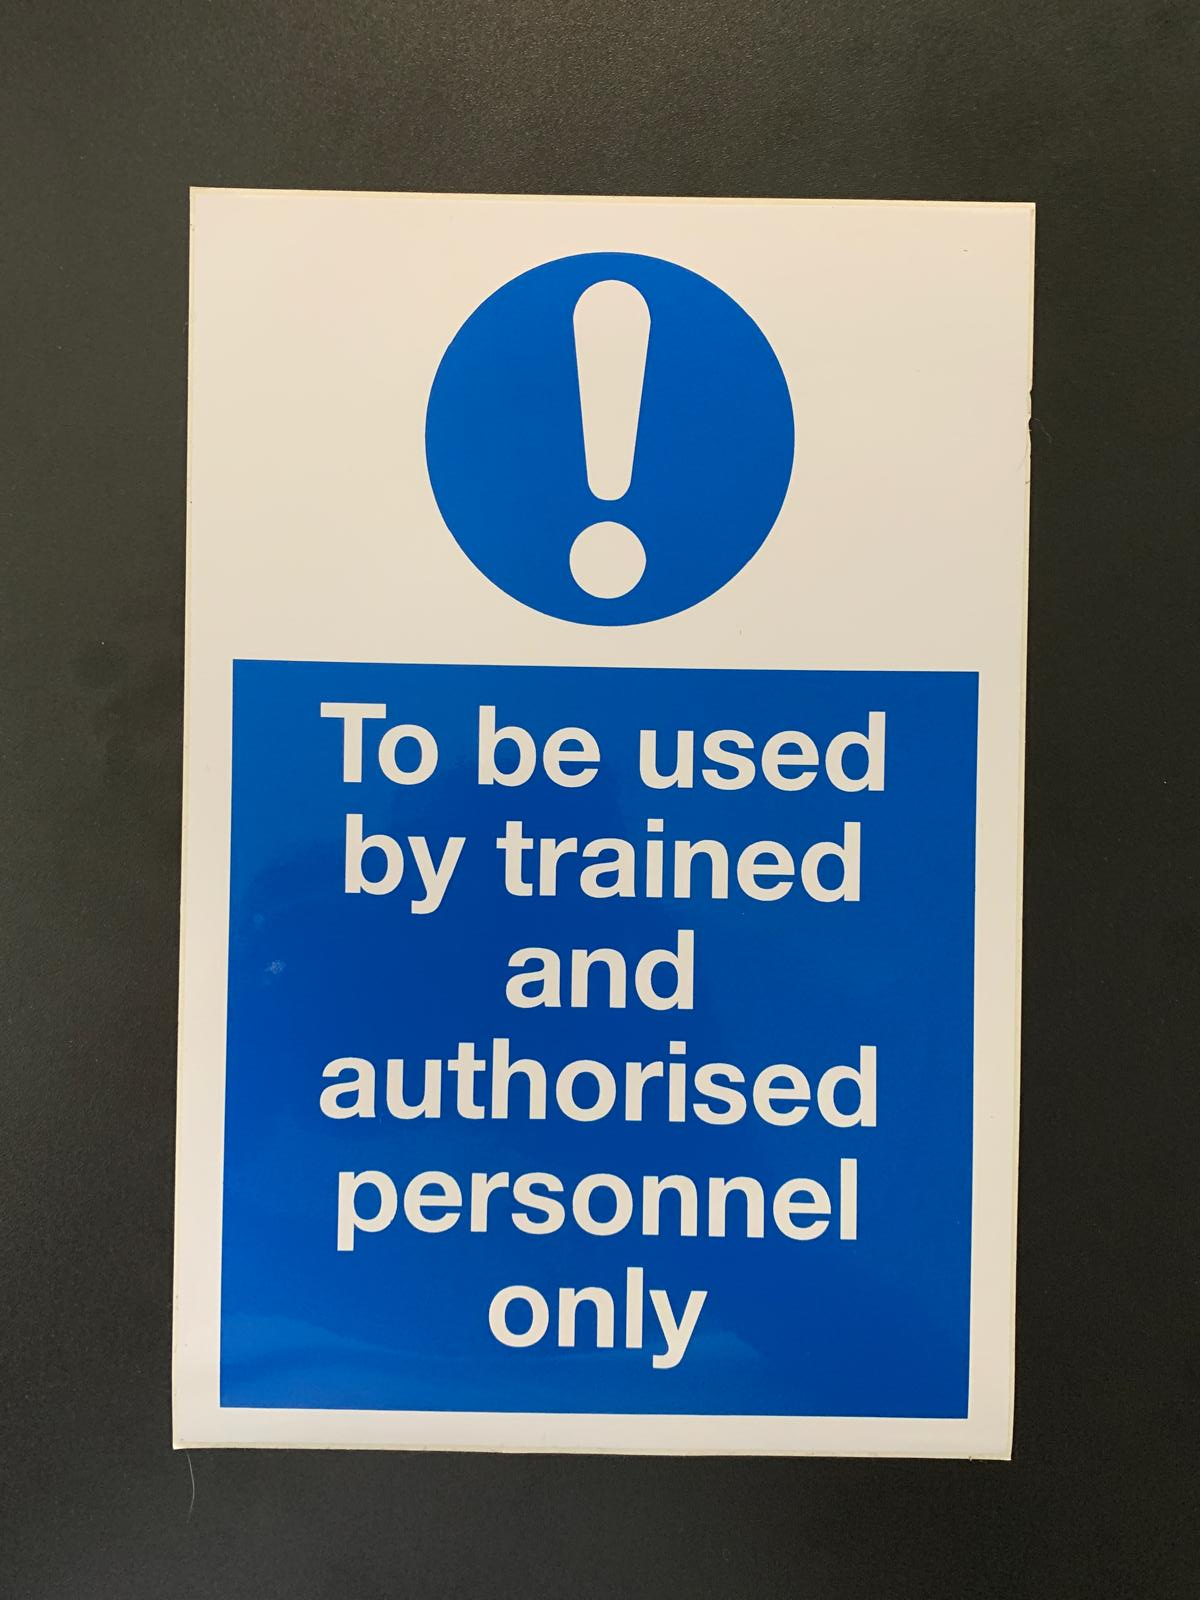 To be used
by trained
and
authorised
personnel
only